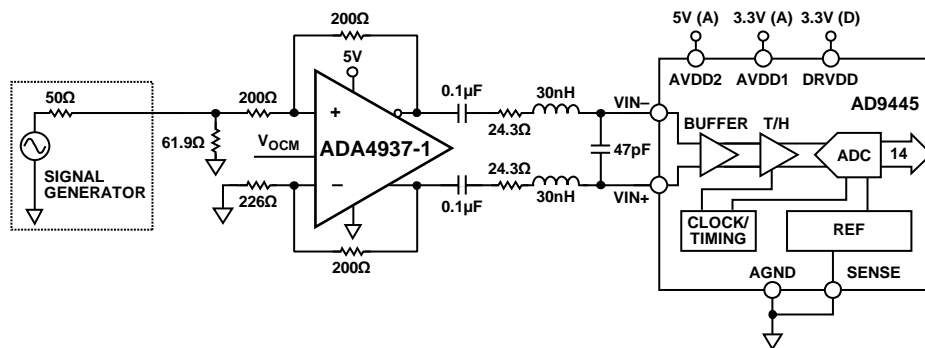 200Ω
5V
5V (A)
3.3V (A)
3.3V (D)
AVDD2
AVDD1
DRVDD
AD9445
50Ω
SIGNAL
GENERATOR
61.9Ω
200Ω
VOCM
226Ω
+
ADA4937-1
–
200Ω
0.1µF
24.3Ω
30nH
VIN–
47pF
24.3Ω
0.1µF
30nH
VIN+
BUFFER
T/H
ADC
14
CLOCK/
TIMING
REF
AGND
SENSE